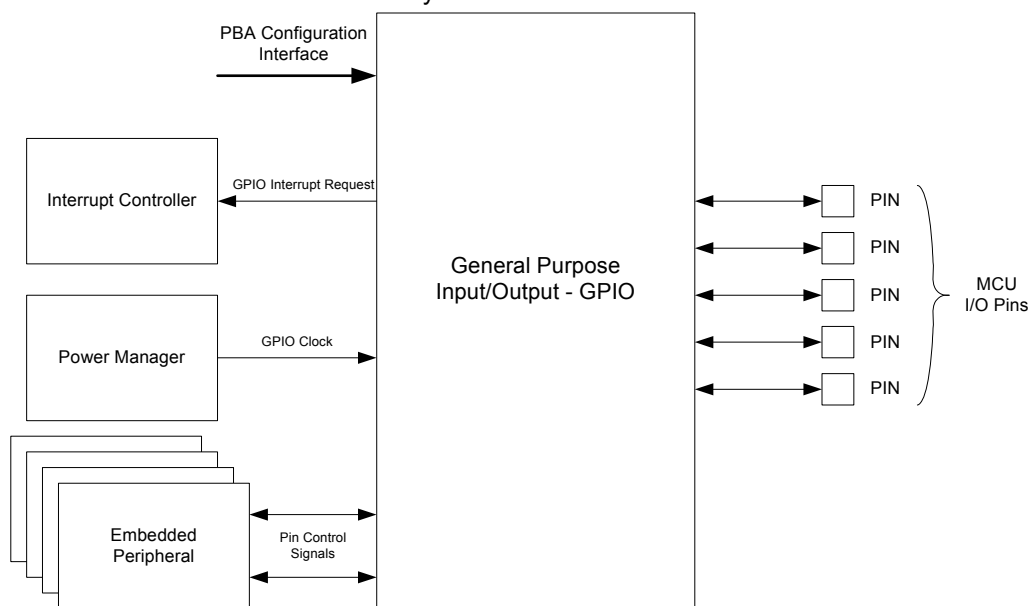 PBA Configuration
Interface
Interrupt Controller
GPIO Interrupt Request
General Purpose
Input/Output - GPIO
Power Manager
GPIO Clock
Embedded
Peripheral
Pin Control
Signals
PIN
PIN
PIN
PIN
PIN
MCU
I/O Pins